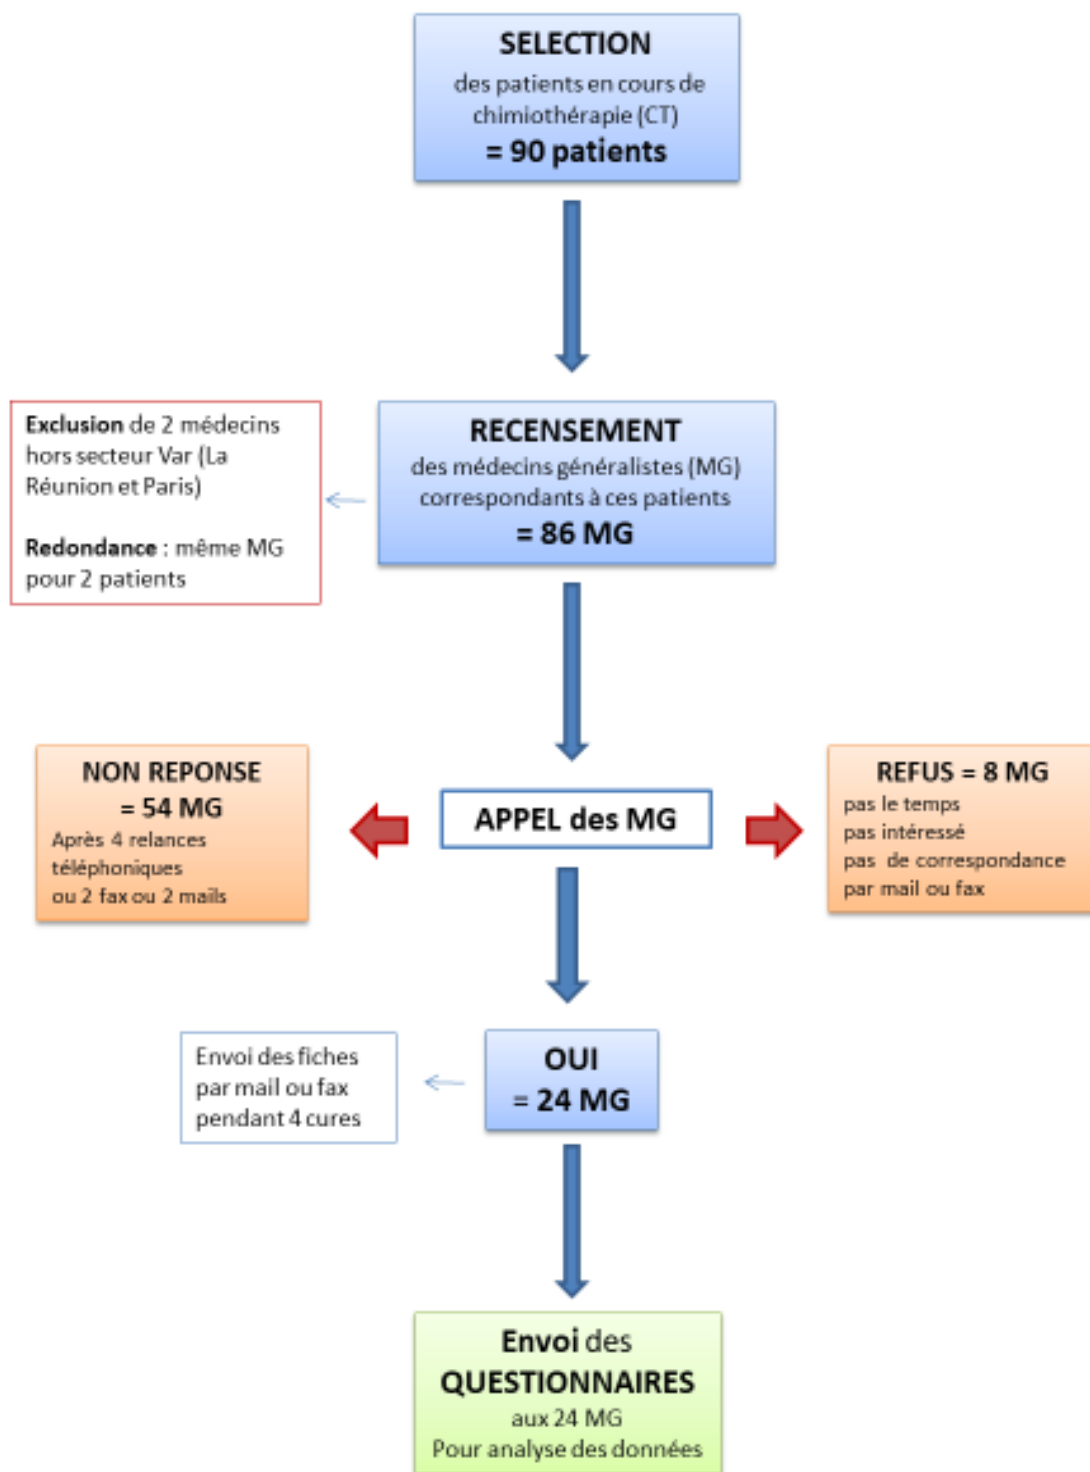 SELECTION
des patients en cours de
chimiothérapie (CT)
= 90 patients
Exclusion de 2 médecins
hors secteur Var (La
Réunion et Paris)
Redondance : même MG
pour 2 patients
RECENSEMENT
des médecins généralistes (MG)
correspondants à ces patients
= 86 MG
NON REPONSE
= 54 MG
Après 4 relances
téléphoniques
ou 2 fax ou 2 mails
APPEL des MG
REFUS = 8 MG
pas le temps
pas intéressé
pas de correspondance
par mail ou fax
Envoi des fiches
par mail ou fax
pendant 4 cures
OUI
= 24 MG
Envoi des
QUESTIONNAIRES
aux 24 MG
Pour analyse des données